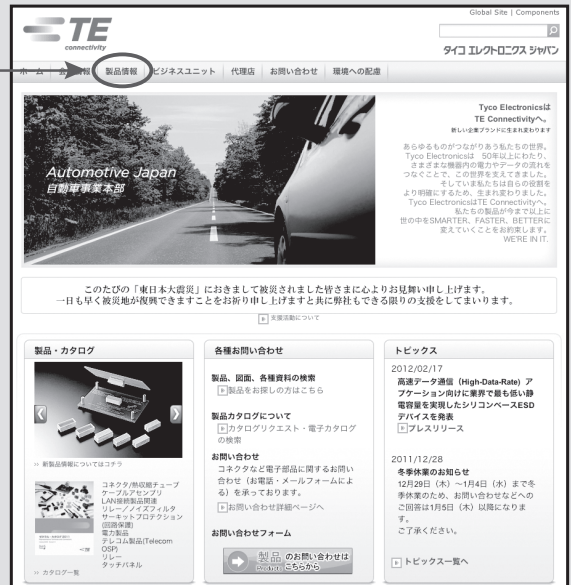 Global Site | Components
TE
connectivity
タイコ エレクトロニクス ジャパン
ホーム 会社情報 製品情報 ビジネスユニット 代理店 お問い合わせ 環境への配慮
Automotive Japan
自動車事業本部
Tyco Electronicsは
TE Connectivityへ。
新しい企業ブランドに生まれ変わります
あらゆるものがつながりあう私たちの世界。
Tyco Electronicsは 50年以上にわたり、
さまざまな機器内の電力やデータの流れを
つなぐことで、この世界を支えてきました。
そしていま私たちは自らの役割を
より明確にするため、生まれ変わりました。
Tyco ElectronicsはTE Connectivityへ。
私たちの製品が今まで以上に
世の中をSMARTER、FASTER、BETTERに
変えていくことをお約束します。
WE'RE IN IT.
このたびの「東日本大震災」におきまして被災されました皆さまに心よりお見舞い申し上げます。
一日も早く被災地が復興できますことをお祈り申し上げますと共に弊社もできる限りの支援をしてまいります。
支援活動について
製品・カタログ
>> 新製品情報についてはコチラ
コネクタ/熱収縮チューブ
ケーブルアセンブリ
LAN接続製品関連
リレー/ノイズフィルタ
サーキットプロテクション
(回路保護)
電力製品
テレコム製品(Telecom
OSP)
リレー
タッチパネル
>> カタログ一覧
各種お問い合わせ
製品、図面、各種資料の検索
製品をお探しの方はこちら
製品カタログについて
カタログリクエスト・電子カタログ
の検索
お問い合わせ
コネクタなど電子部品に関するお問い
合わせ（お電話・メールフォームによ
る）を承っております。
お問い合わせ詳細ページへ
お問い合わせフォーム
製品 のお問い合わせは
Products こちらから
トピックス
2012/02/17
高速データ通信（High-Data-Rate）ア
プケーション向けに業界で最も低い静
電容量を実現したシリコンベースESD
デバイスを発表
プレスリリース
2011/12/28
冬季休業のお知らせ
12月29日（木）〜1月4日（水）まで冬
季休業のため、お問い合わせなどへの
ご回答は1月5日（木）以降になりま
す。
ご了承ください。
トピックス一覧へ